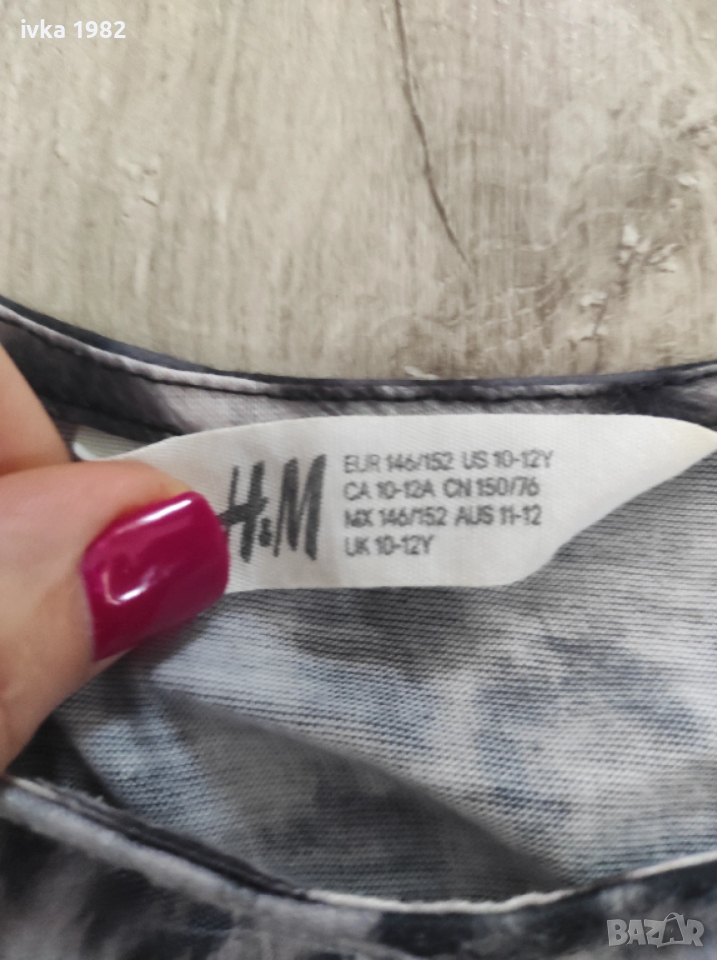 ivka 1982
H&M
EUR 146/152 US 10-12Y
CA 10-12A CN 150/76
MX 146/152 AUS 11-12
UK 10-12Y
BAZAR